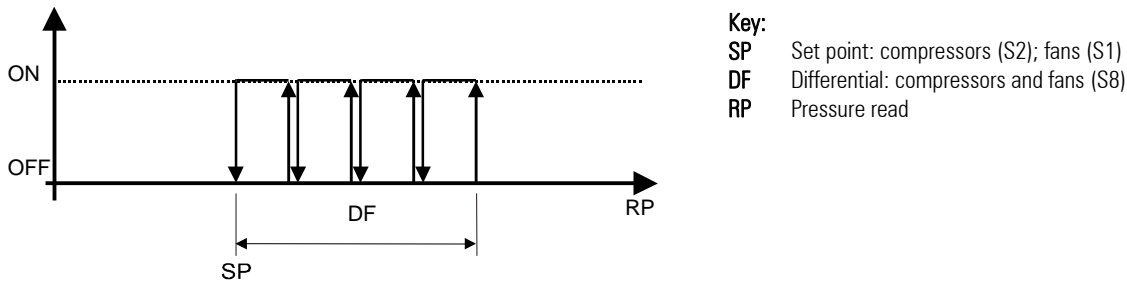 ON
OFF
DF
RP
SP
Key:
SP Set point: compressors (S2); fans (S1)
DF Differential: compressors and fans (S8)
RP Pressure read